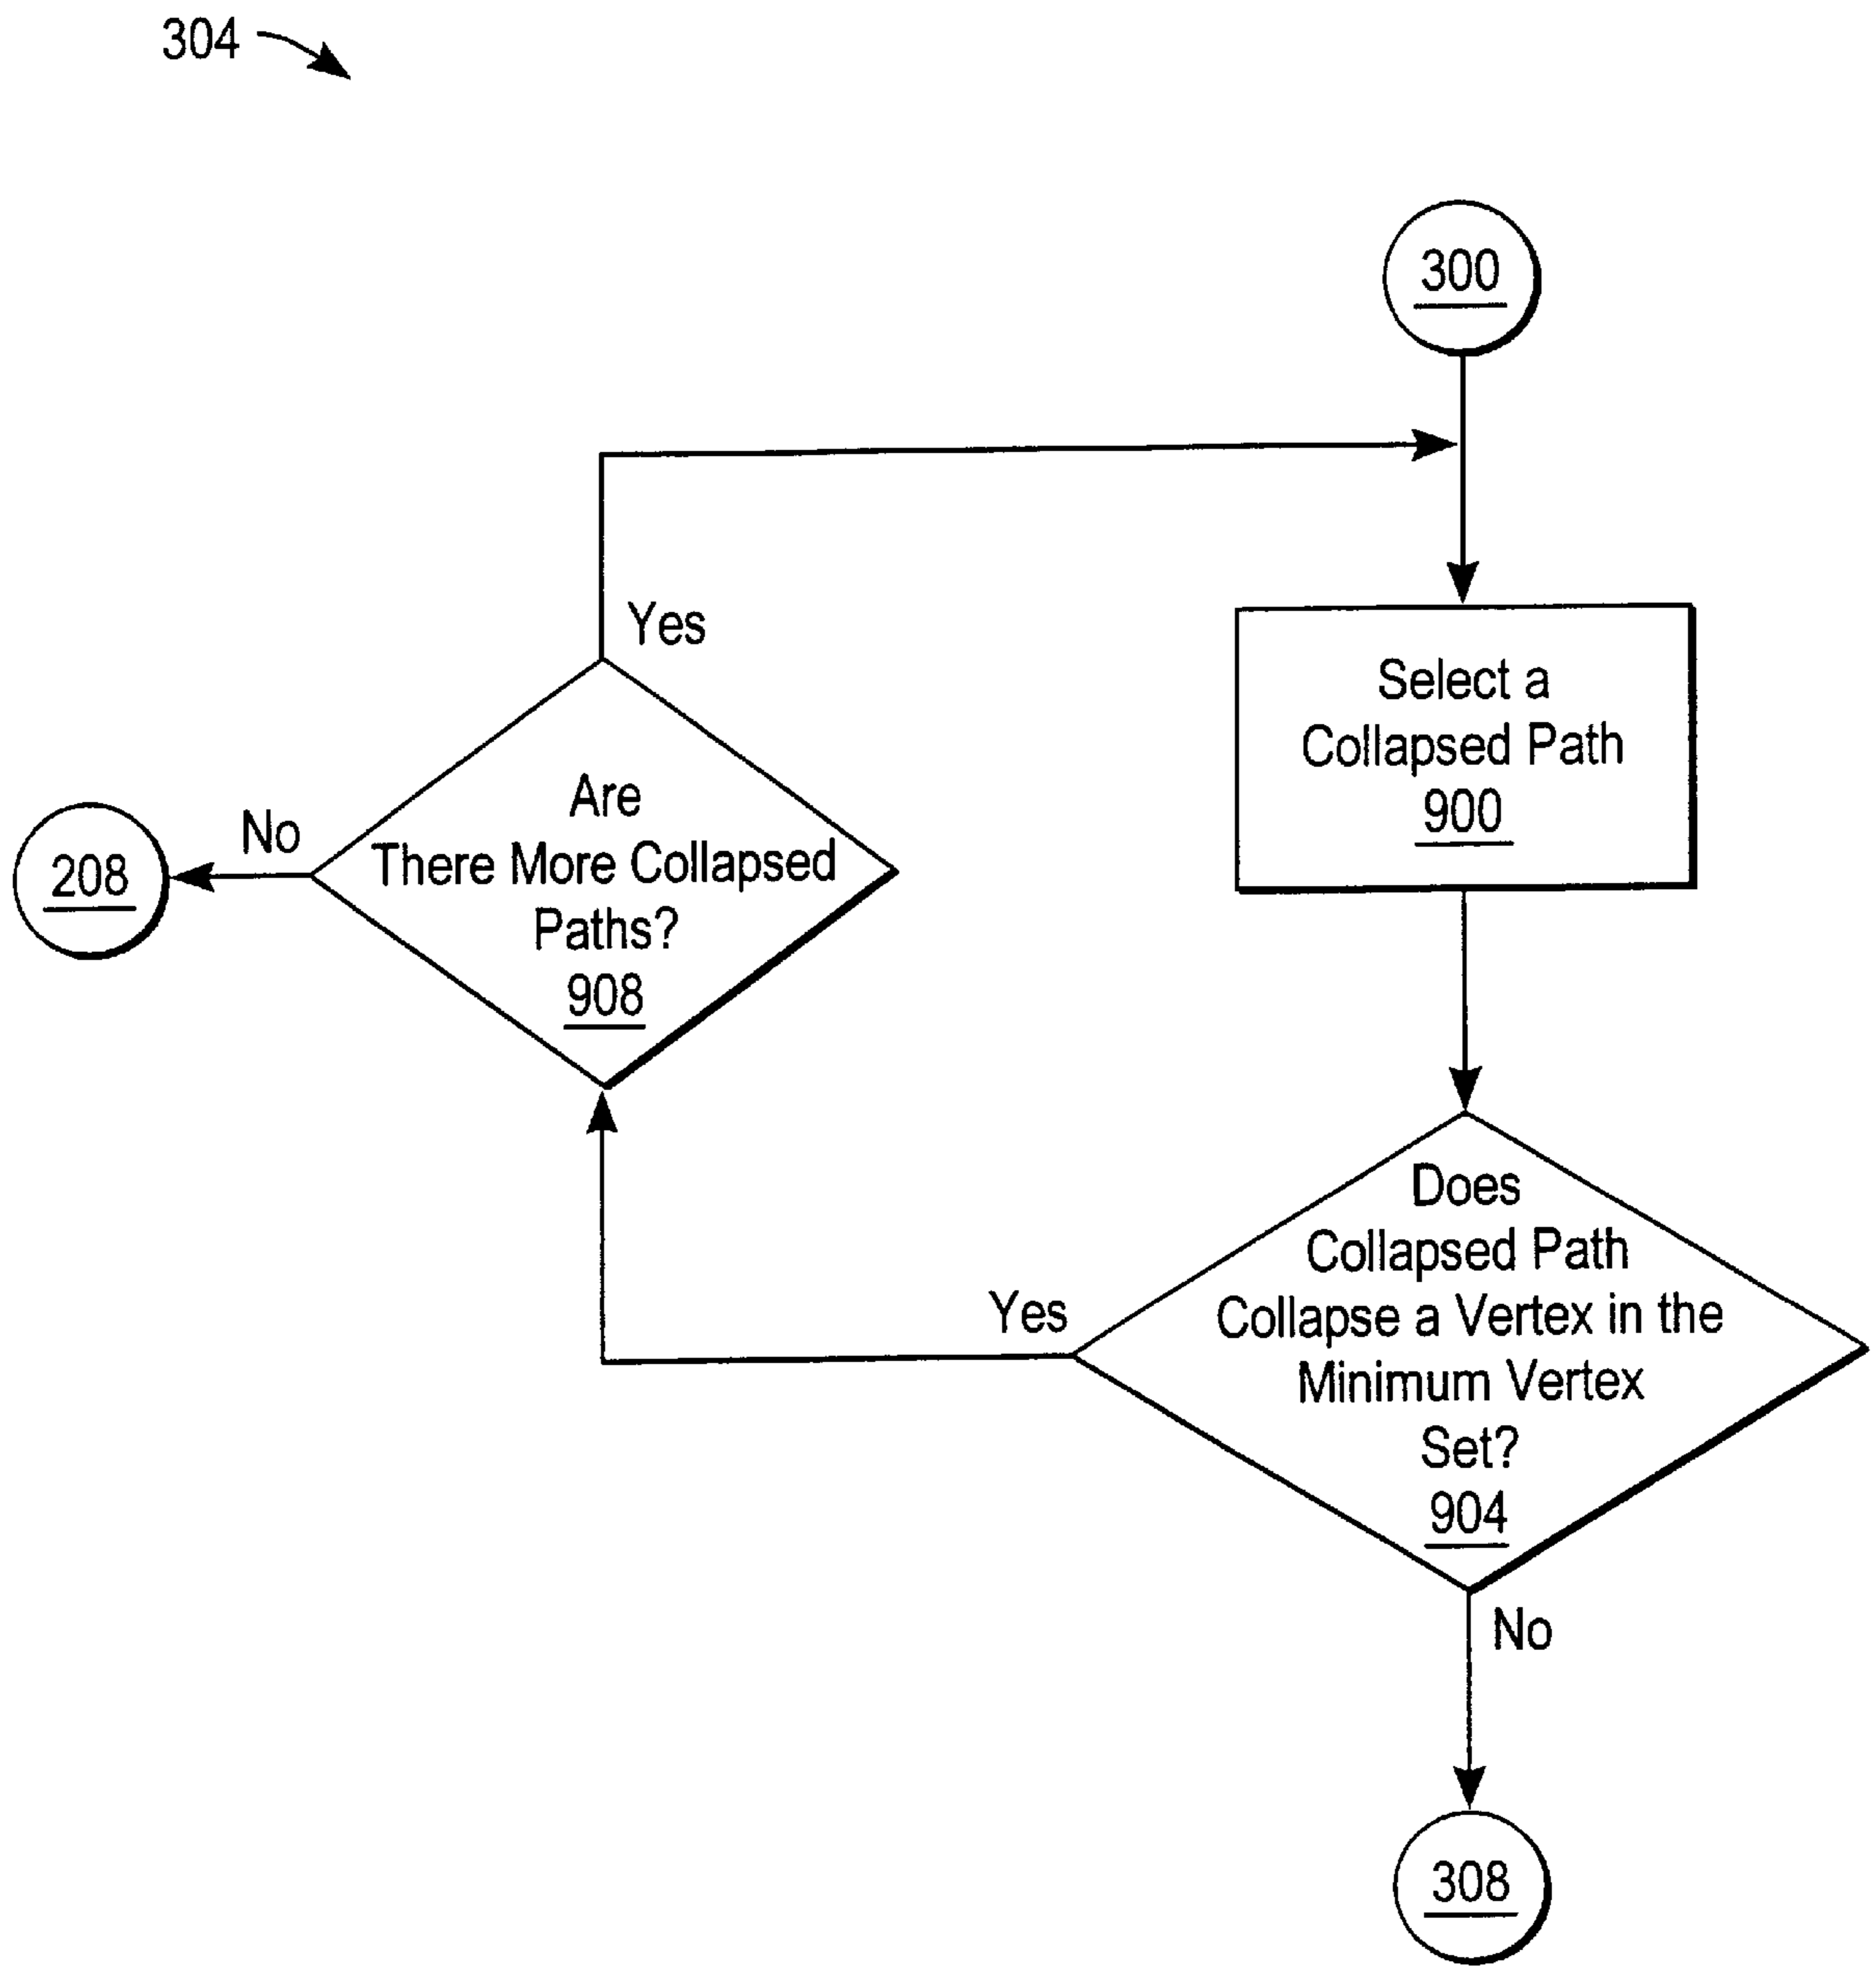 304
300
Yes
Select a
Collapsed Path
900
Are
There More Collapsed
Paths?
908
No
208
Does
Collapsed Path
Collapse a Vertex in the
Minimum Vertex
Set?
904
Yes
No
308